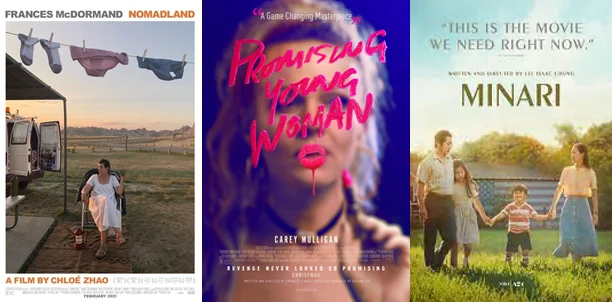 FRANCES McDORMAND NOMADLAND
A FILM BY CHLOÉ ZHAO
FEBRUARY 2021
"A Game Changing Masterpiece"
PROMISING
YOUNG
WOMAN
CAREY MULLIGAN
REVENGE NEVER LOOKED SO PROMISING
CHRISTMAS
"THIS IS THE MOVIE
WE NEED RIGHT NOW."
WRITTEN AND DIRECTED BY LEE ISAAC CHUNG
MINARI
A24